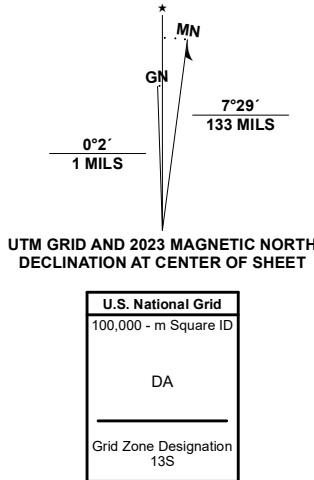 ★
MN
GN
7°29´
133 MILS
0°2´
1 MILS
UTM GRID AND 2023 MAGNETIC NORTH
DECLINATION AT CENTER OF SHEET
U.S. National Grid
100,000 - m Square ID
DA
Grid Zone Designation
13S